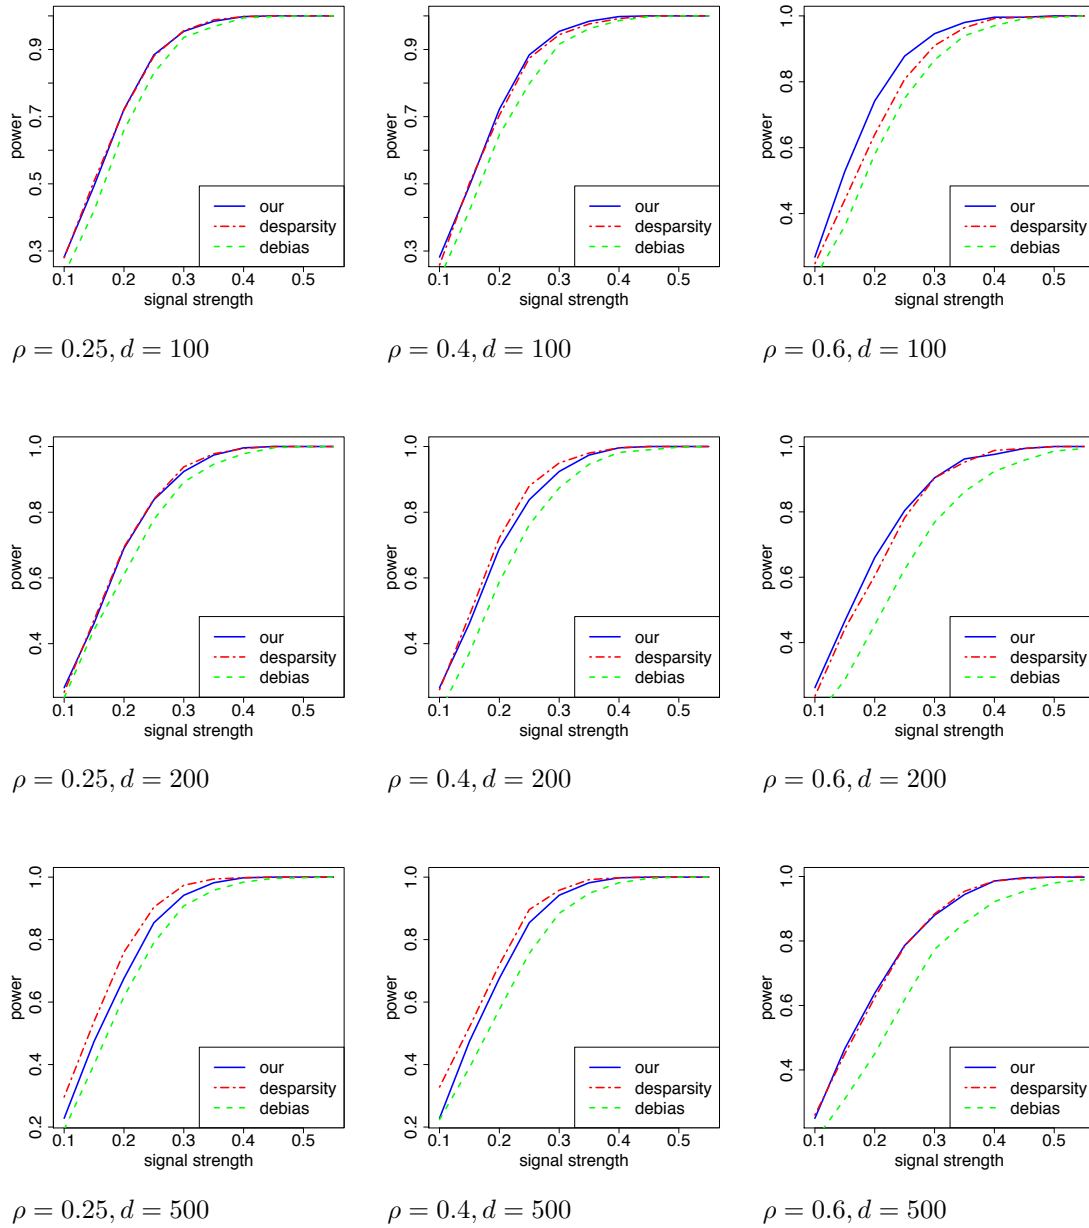 0.3 0.5 0.7 0.9
power
0.1 0.2 0.3 0.4 0.5
signal strength
our
desparsity
debias
ρ = 0.25, d = 100
0.3 0.5 0.7 0.9
power
0.1 0.2 0.3 0.4 0.5
signal strength
our
desparsity
debias
ρ = 0.4, d = 100
0.4 0.6 0.8 1.0
power
0.1 0.2 0.3 0.4 0.5
signal strength
our
desparsity
debias
ρ = 0.6, d = 100
0.4 0.6 0.8 1.0
power
0.1 0.2 0.3 0.4 0.5
signal strength
our
desparsity
debias
ρ = 0.25, d = 200
0.4 0.6 0.8 1.0
power
0.1 0.2 0.3 0.4 0.5
signal strength
our
desparsity
debias
ρ = 0.4, d = 200
0.4 0.6 0.8 1.0
power
0.1 0.2 0.3 0.4 0.5
signal strength
our
desparsity
debias
ρ = 0.6, d = 200
0.2 0.4 0.6 0.8 1.0
power
0.1 0.2 0.3 0.4 0.5
signal strength
our
desparsity
debias
ρ = 0.25, d = 500
0.2 0.4 0.6 0.8 1.0
power
0.1 0.2 0.3 0.4 0.5
signal strength
our
desparsity
debias
ρ = 0.4, d = 500
0.4 0.6 0.8 1.0
power
0.1 0.2 0.3 0.4 0.5
signal strength
our
desparsity
debias
ρ = 0.6, d = 500